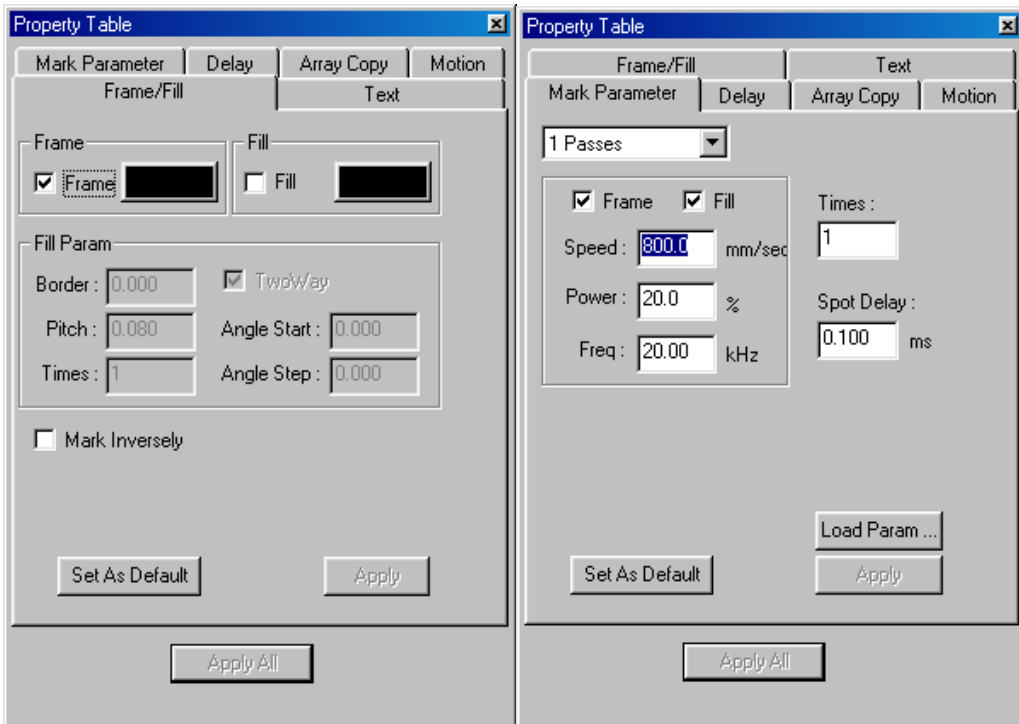 Property Table
Mark Parameter Delay Array Copy Motion
Frame/Fill Text
Frame Fill
Frame Fill
Fill Param
Border : 0.000 TwoWay
Pitch : 0.080 Angle Start : 0.000
Times : 1 Angle Step : 0.000
Mark Inversely
Set As Default Apply
Apply All
Property Table
Frame/Fill Text
Mark Parameter Delay Array Copy Motion
1 Passes
Frame Fill Times :
1
Speed : 800.0 mm/sec
Power : 20.0 % Spot Delay :
0.100 ms
Freq : 20.00 kHz
Load Param ...
Set As Default Apply
Apply All